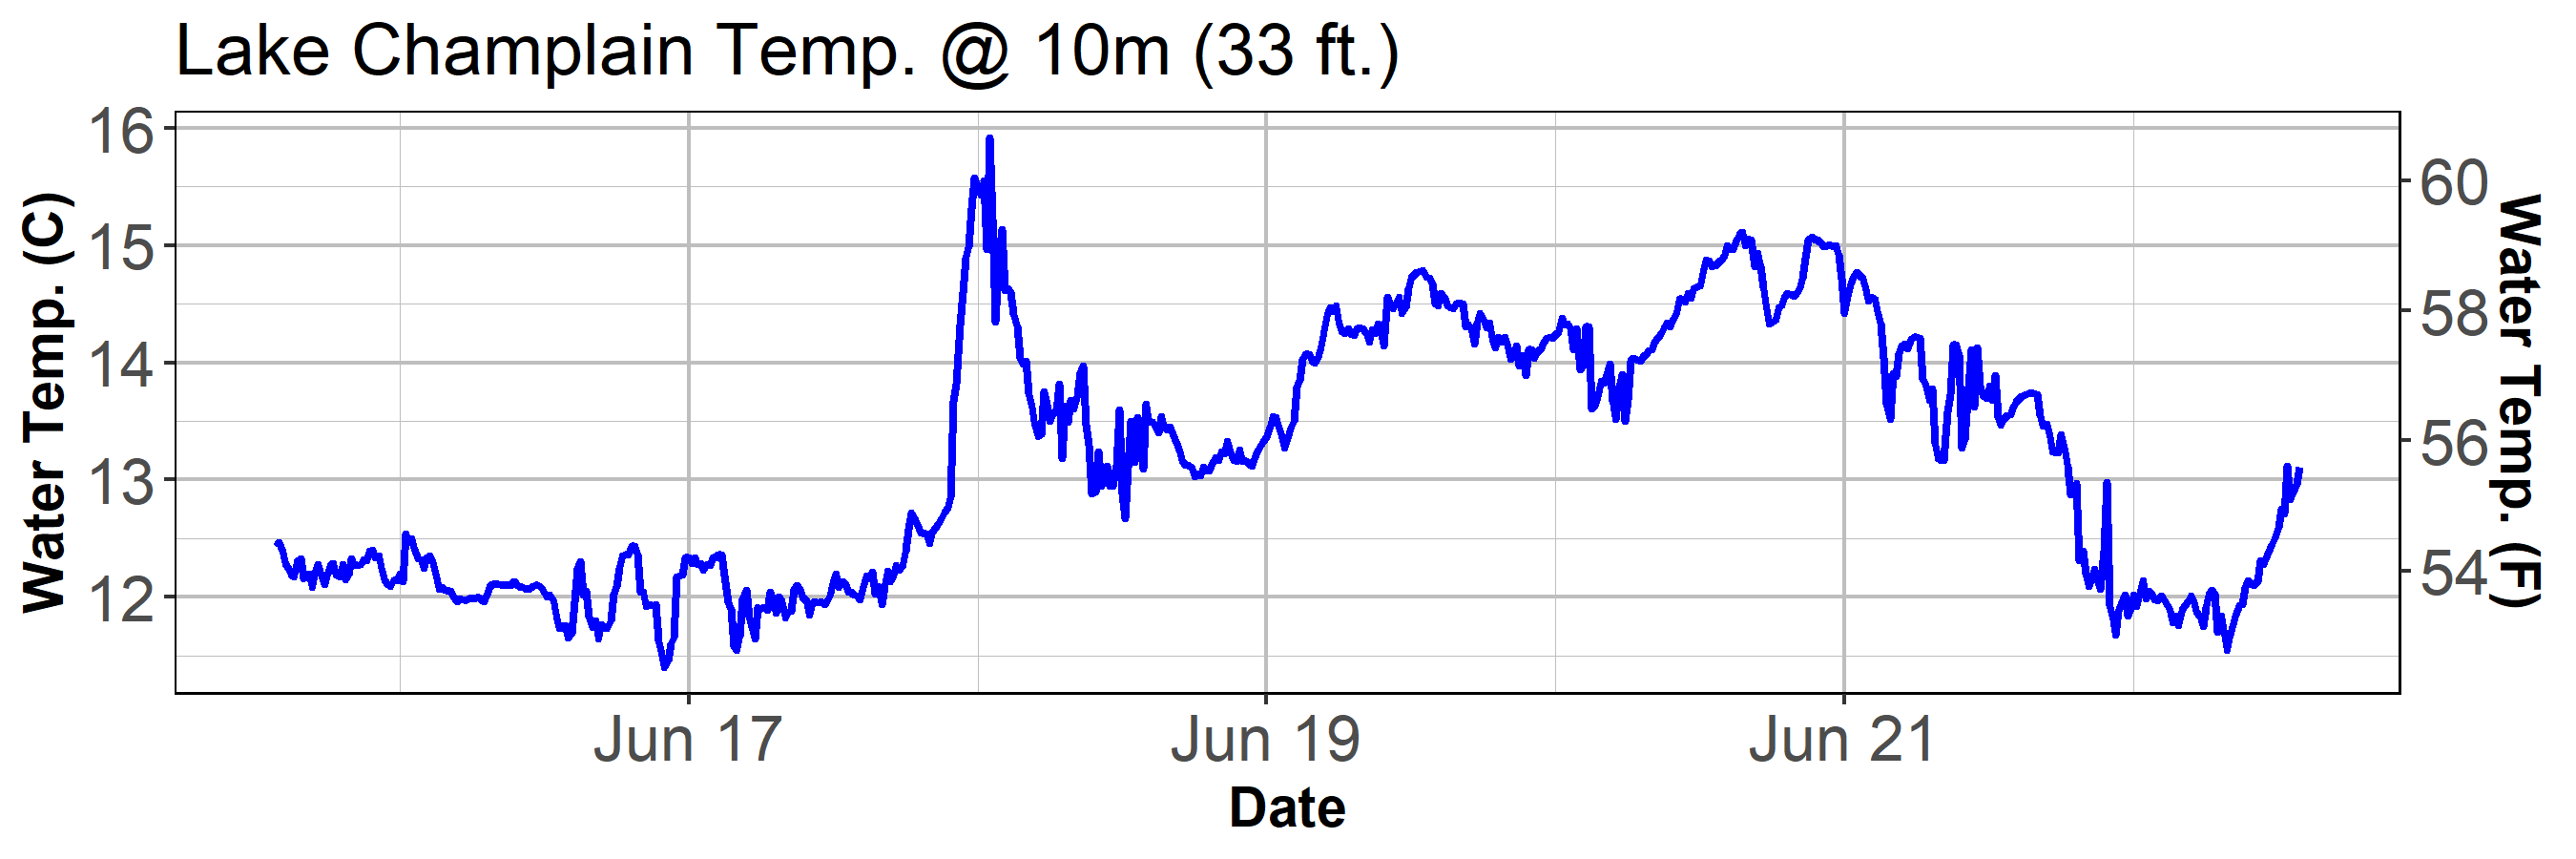 Lake Champlain Temp. @ 10m (33 ft.)
Water Temp. (C)
16
15
14
13
12
60
58
56
54
Water Temp. (F)
Jun 17 Jun 19 Jun 21
Date